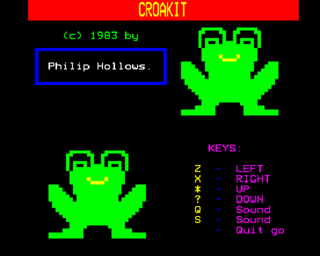 CROAKIT
(c) 1983 by
Philip Hollows.
KEYS:
Z - LEFT
X - RIGHT
* - UP
? - DOWN
Q - Sound
S - Sound
- Quit go